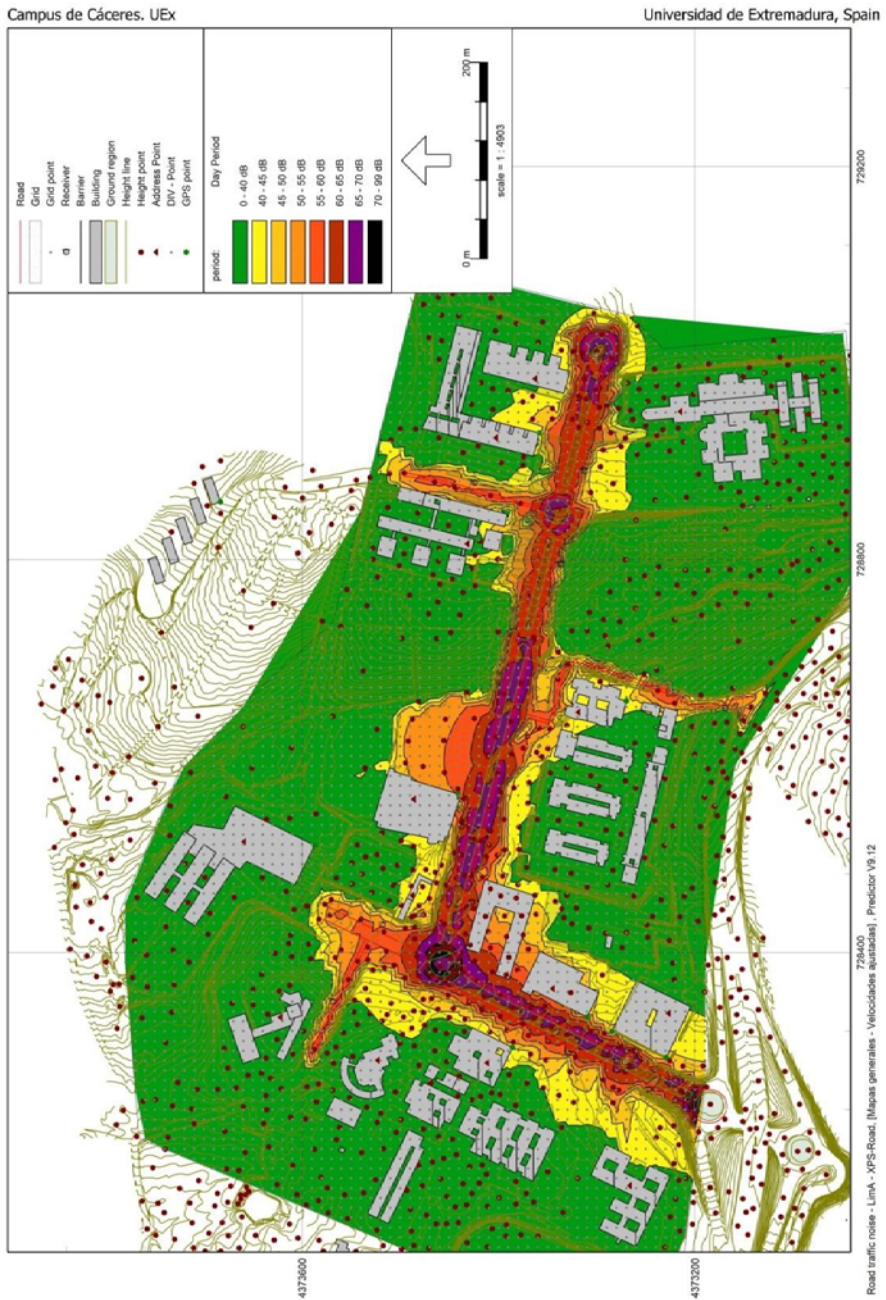 Campus de Cáceres. UEx
Universidad de Extremadura, Spain
Road
Grid
Grid point
Receiver
Barrier
Building
Ground region
Height line
Height point
Address Point
DIV - Point
GPS point
period:
Day Period
0 - 40 dB
40 - 45 dB
45 - 50 dB
50 - 55 dB
55 - 60 dB
60 - 65 dB
65 - 70 dB
70 - 99 dB
0 m
200 m
scale = 1 : 4903
729200
728800
728400
4373600
4373200
Road traffic noise - LimA - XPS-Road, [Mapas generales - Velocidades ajustadas] , Predictor V9.12